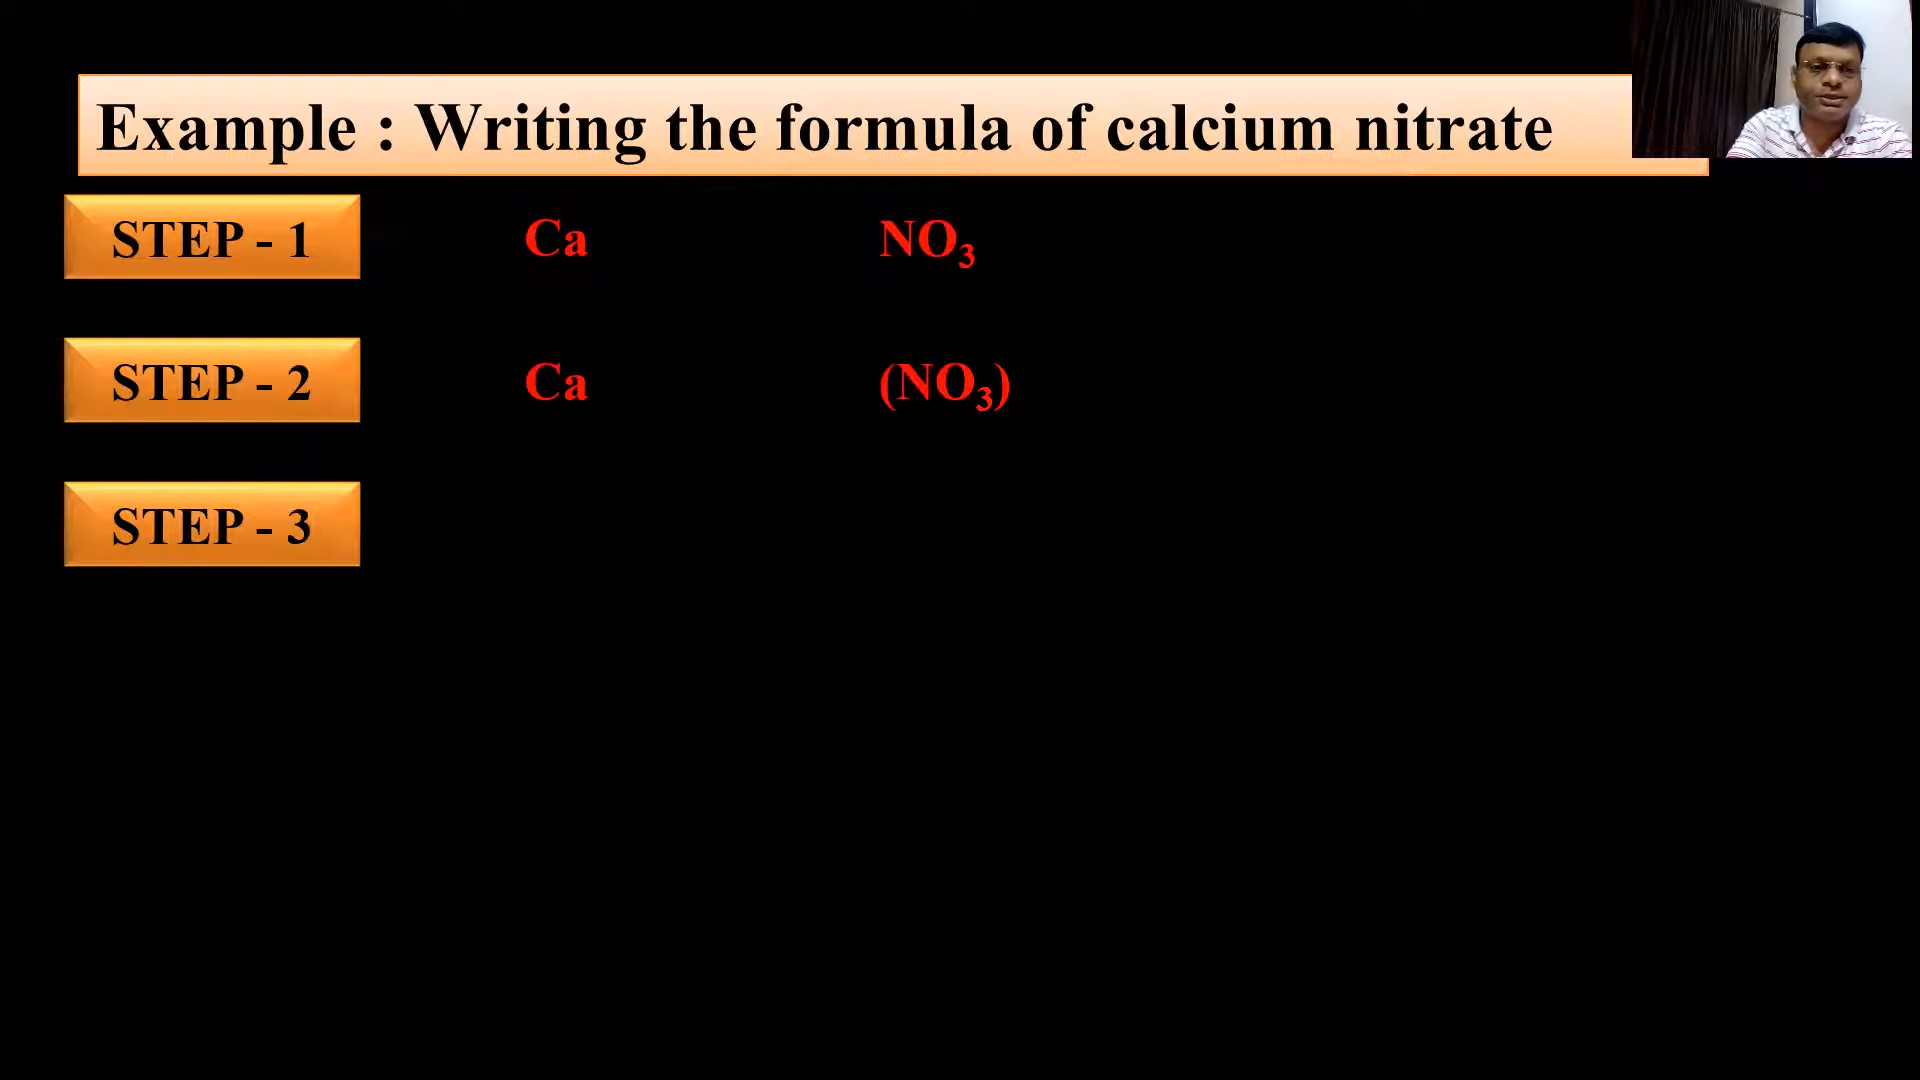 Example : Writing the formula of calcium nitrate
STEP - 1 Ca NO₃
STEP - 2 Ca (NO₃)
STEP - 3